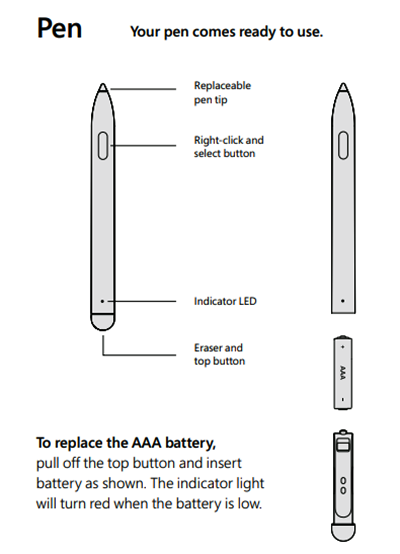 Pen
Your pen comes ready to use.
Replaceable
pen tip
Right-click and
select button
Indicator LED
Eraser and
top button
AAA
To replace the AAA battery,
pull off the top button and insert
battery as shown. The indicator light
will turn red when the battery is low.